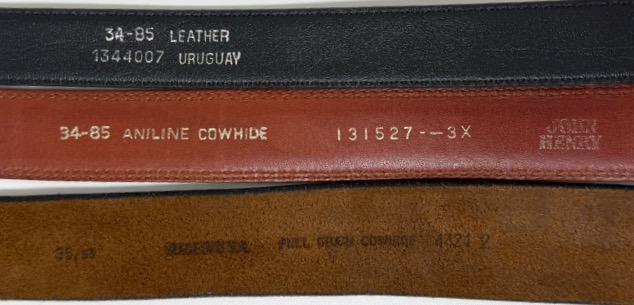 34-85 LEATHER
1344007 URUGUAY
34-85 ANILINE COWHIDE 131527--3X JOHN HENRY
FULL GRAIN COWHIDE